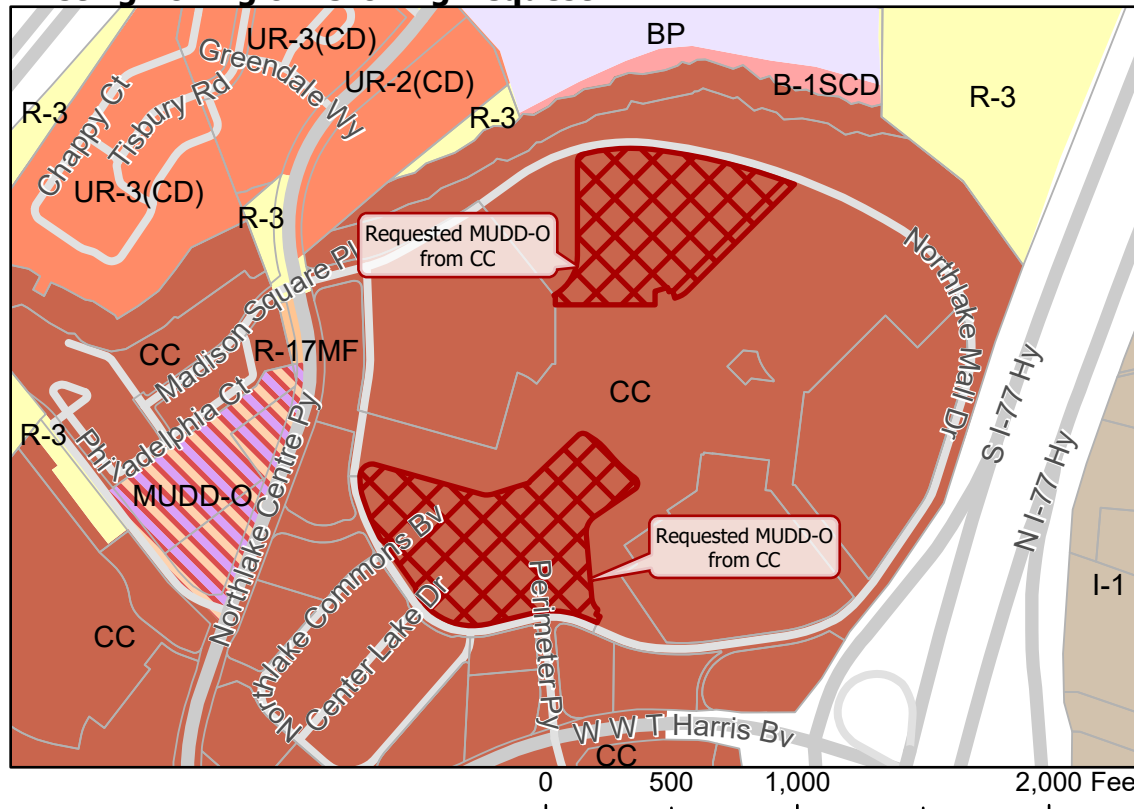 UR-3(CD)
BP
Greendale Wy
UR-2(CD)
B-1SCD
R-3
R-3
R-3
Chappy Ct
Tisbury Rd
UR-3(CD)
R-3
Requested MUDD-O
from CC
Madison Square Pl
Northlake Mall Dr
CC
R-17MF
CC
S I-77 Hy
R-3
Philadelphia Ct
MUDD-O
Northlake Centre Py
N I-77 Hy
Northlake Commons Bv
Requested MUDD-O
from CC
Perimeter Py
I-1
CC
N Center Lake Dr
W W T Harris Bv
CC
0 500 1,000 2,000 Fee